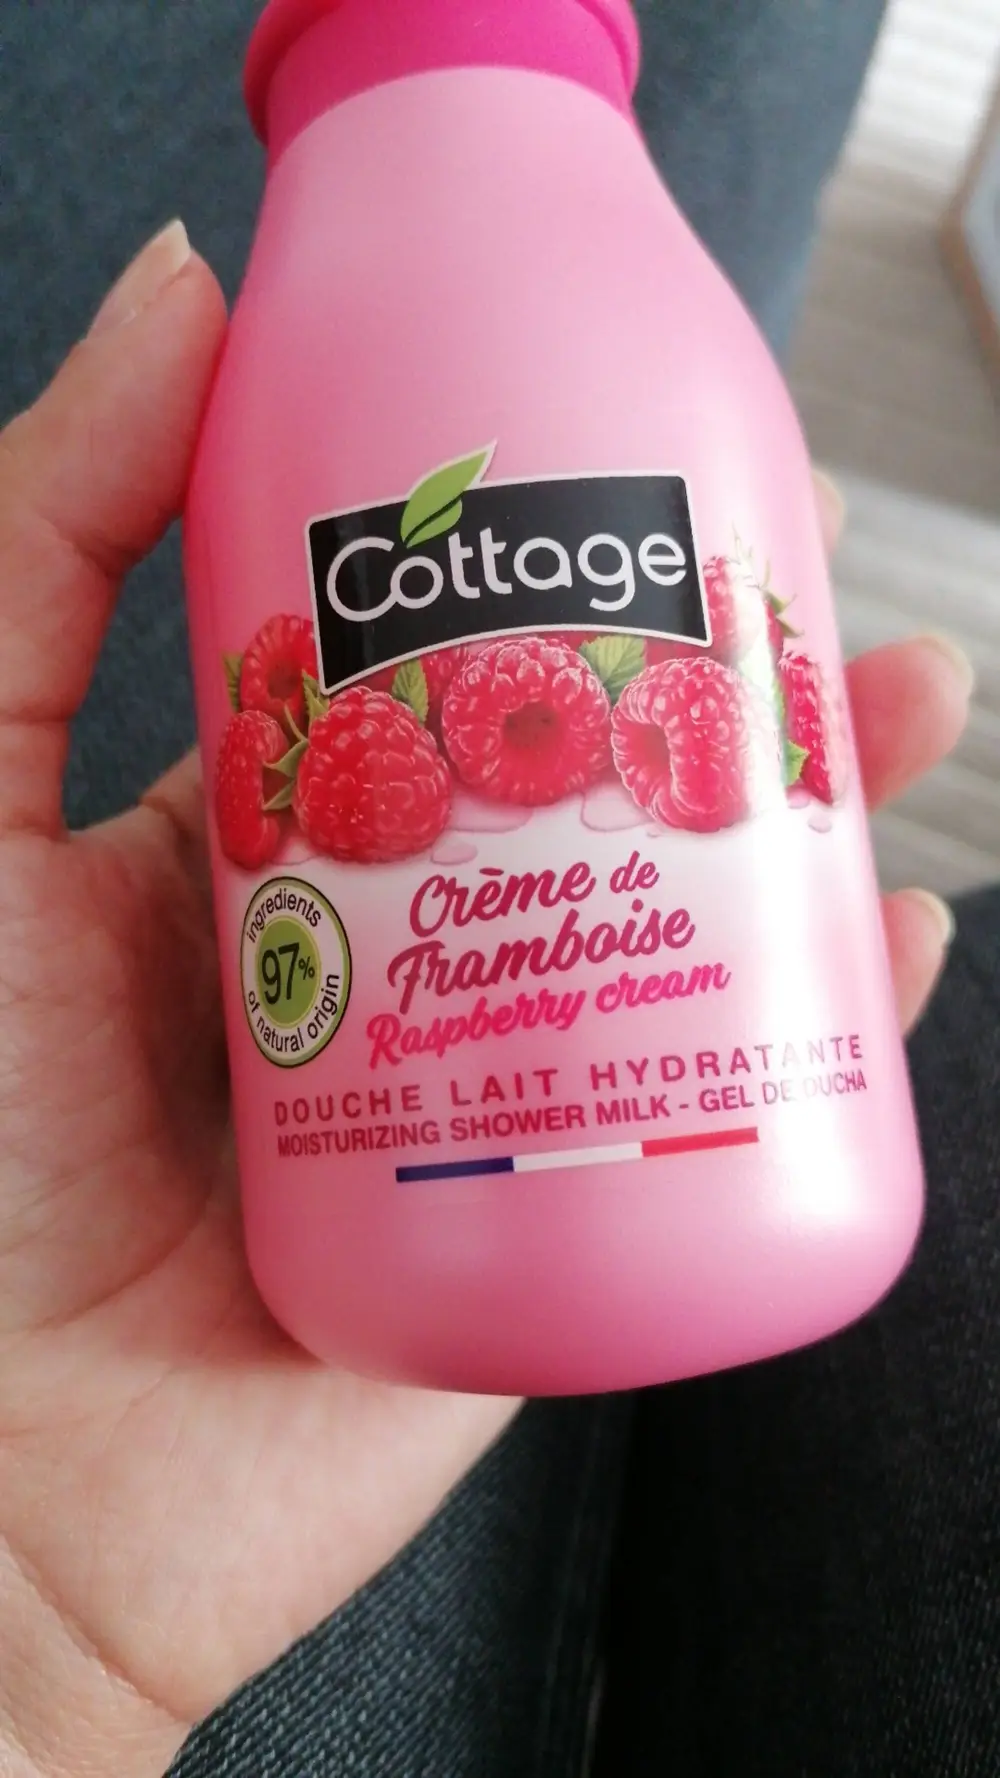 Cottage
ingredients
97%
of natural origin
Crème de
Framboise
Raspberry cream
DOUCHE LAIT HYDRATANTE
MOISTURIZING SHOWER MILK - GEL DE DUCHA